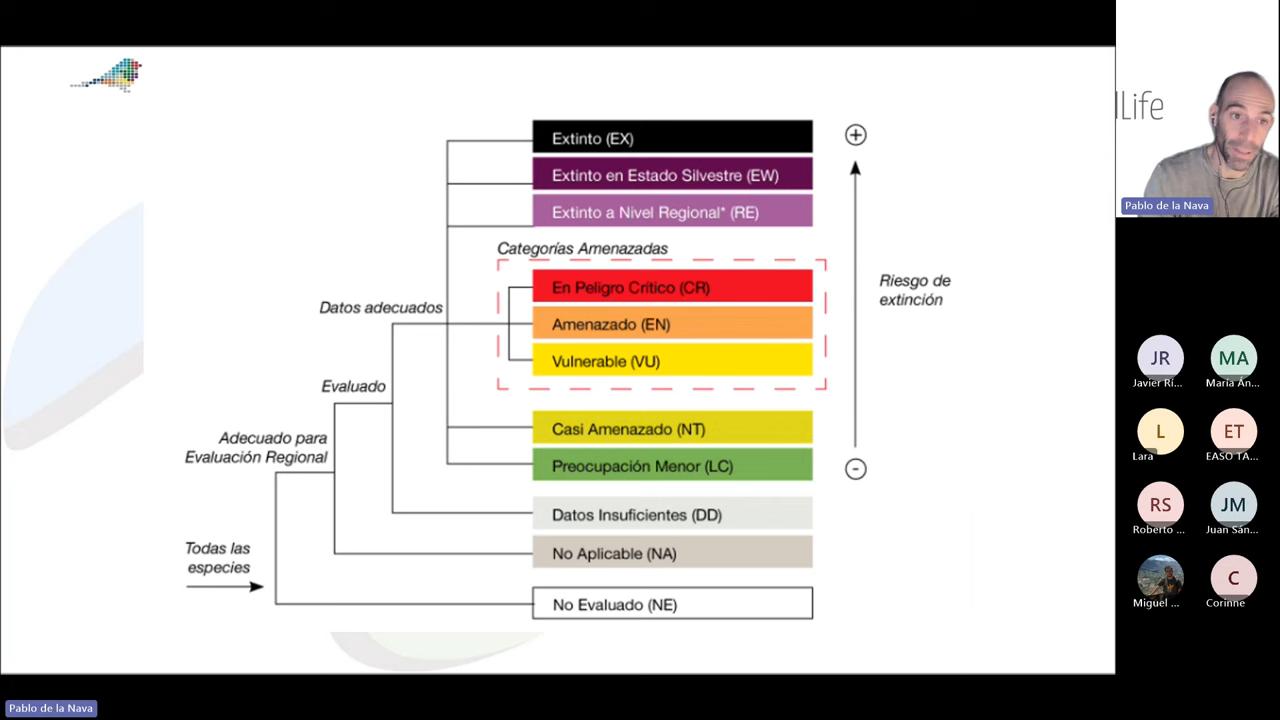 Extinto (EX)
Extinto en Estado Silvestre (EW)
Extinto a Nivel Regional* (RE)
Categorías Amenazadas
En Peligro Crítico (CR)
Amenazado (EN)
Vulnerable (VU)
Casi Amenazado (NT)
Preocupación Menor (LC)
Datos Insuficientes (DD)
No Aplicable (NA)
No Evaluado (NE)
Datos adecuados
Evaluado
Adecuado para
Evaluación Regional
Todas las
especies
+
Riesgo de
extinción
-
lLife
Pablo de la Nava
JR
Javier Rí...
MA
María Án...
L
Lara
ET
EASO TA...
RS
Roberto ...
JM
Juan Sán...
Miguel ...
C
Corinne
Pablo de la Nava